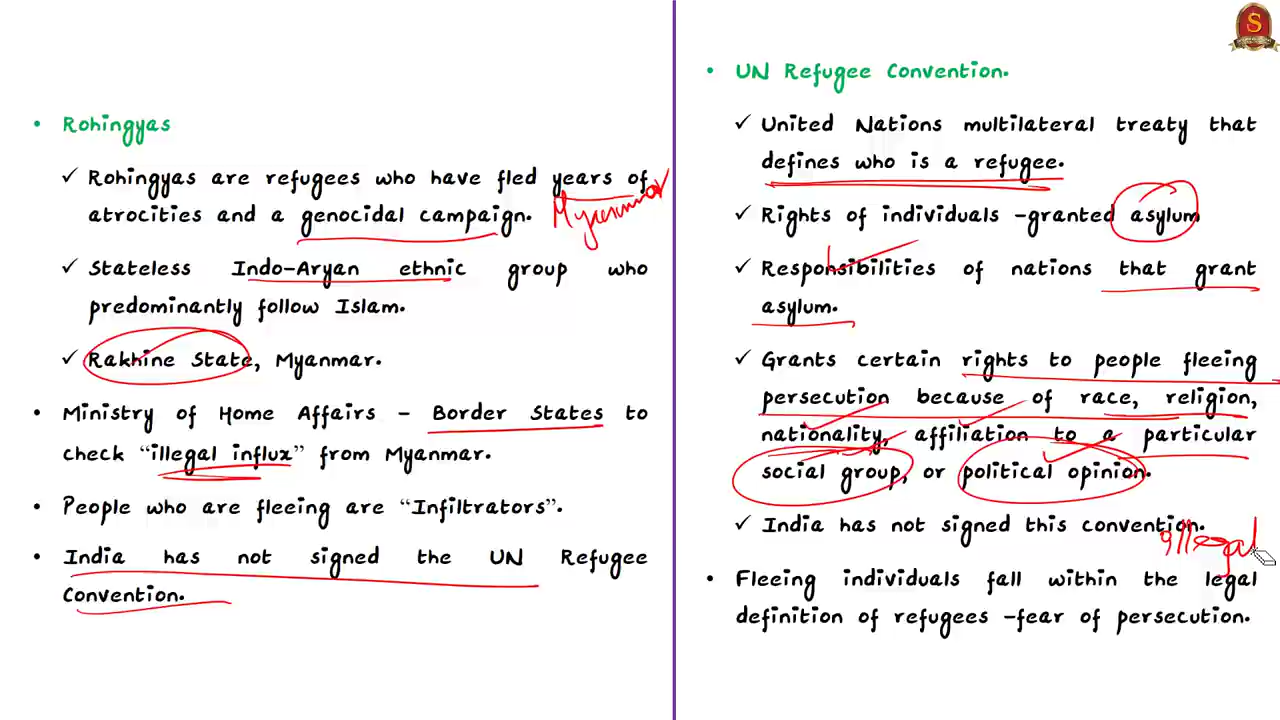 S
• Rohingyas
✓ Rohingyas are refugees who have fled years of
atrocities and a genocidal campaign.
Myanmar
✓ Stateless Indo-Aryan ethnic group who
predominantly follow Islam.
✓ Rakhine State, Myanmar.
• Ministry of Home Affairs – Border States to
check “illegal influx” from Myanmar.
• People who are fleeing are “Infiltrators”.
• India has not signed the UN Refugee
Convention.
• UN Refugee Convention.
✓ United Nations multilateral treaty that
defines who is a refugee.
✓ Rights of individuals –granted asylum
✓ Responsibilities of nations that grant
asylum.
✓ Grants certain rights to people fleeing
persecution because of race, religion,
nationality, affiliation to a particular
social group, or political opinion.
✓ India has not signed this convention.
illegal
• Fleeing individuals fall within the legal
definition of refugees –fear of persecution.